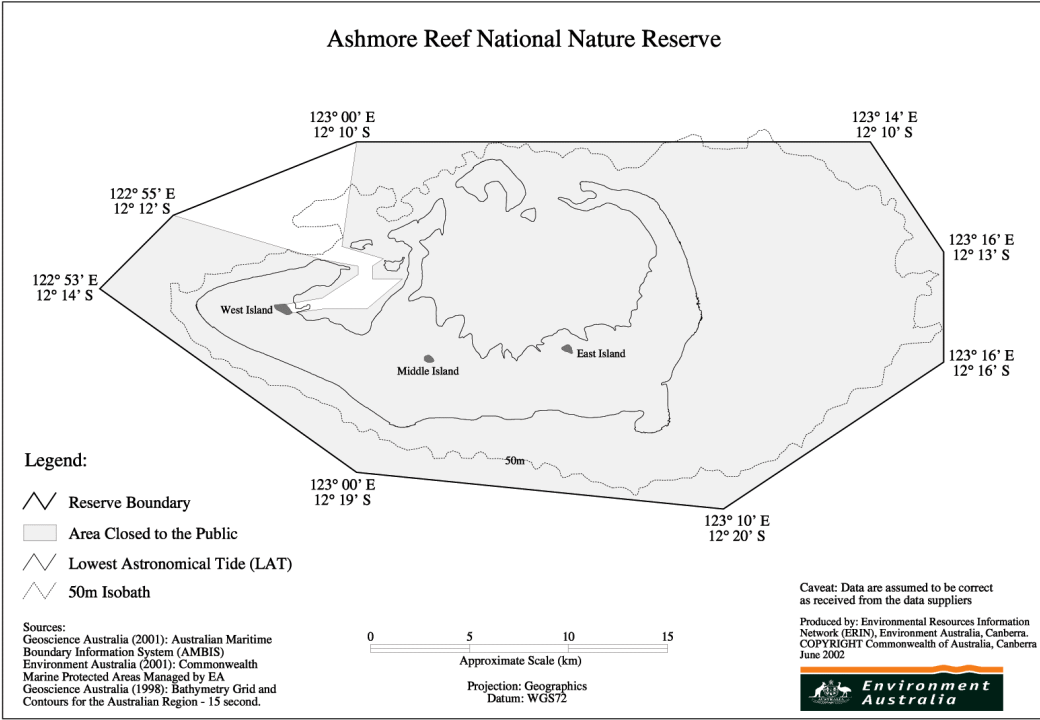 Ashmore Reef National Nature Reserve
123° 00’ E
12° 10’ S
123° 14’ E
12° 10’ S
122° 55’ E
12° 12’ S
123° 16’ E
12° 13’ S
122° 53’ E
12° 14’ S
West Island
Middle Island
East Island
123° 16’ E
12° 16’ S
50m
123° 00’ E
12° 19’ S
123° 10’ E
12° 20’ S
Legend:
Reserve Boundary
Area Closed to the Public
Lowest Astronomical Tide (LAT)
50m Isobath
Sources:
Geoscience Australia (2001): Australian Maritime
Boundary Information System (AMBIS)
Environment Australia (2001): Commonwealth
Marine Protected Areas Managed by EA
Geoscience Australia (1998): Bathymetry Grid and
Contours for the Australian Region - 15 second.
0 5 10 15
Approximate Scale (km)
Projection: Geographics
Datum: WGS72
Caveat: Data are assumed to be correct
as received from the data suppliers
Produced by: Environmental Resources Information
Network (ERIN), Environment Australia, Canberra.
COPYRIGHT Commonwealth of Australia, Canberra
June 2002
Environment
Australia